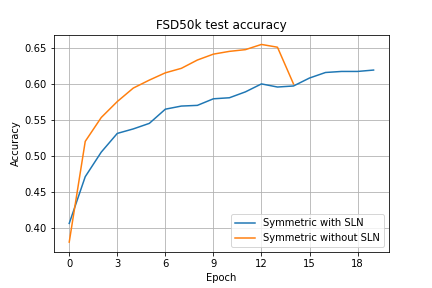 FSD50k test accuracy
Accuracy
0.65
0.60
0.55
0.50
0.45
0.40
Symmetric with SLN
Symmetric without SLN
0 3 6 9 12 15 18
Epoch